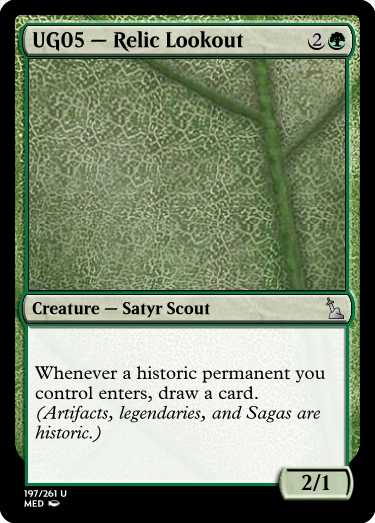 UG05 — Relic Lookout 2
Creature — Satyr Scout
Whenever a historic permanent you
control enters, draw a card.
(Artifacts, legendaries, and Sagas are
historic.)
2/1
197/261 U
MED